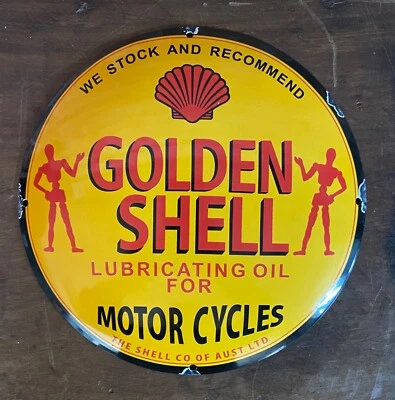 WE STOCK AND RECOMMEND
GOLDEN
SHELL
LUBRICATING OIL
FOR
MOTOR CYCLES
THE SHELL CO. OF AUST. LTD